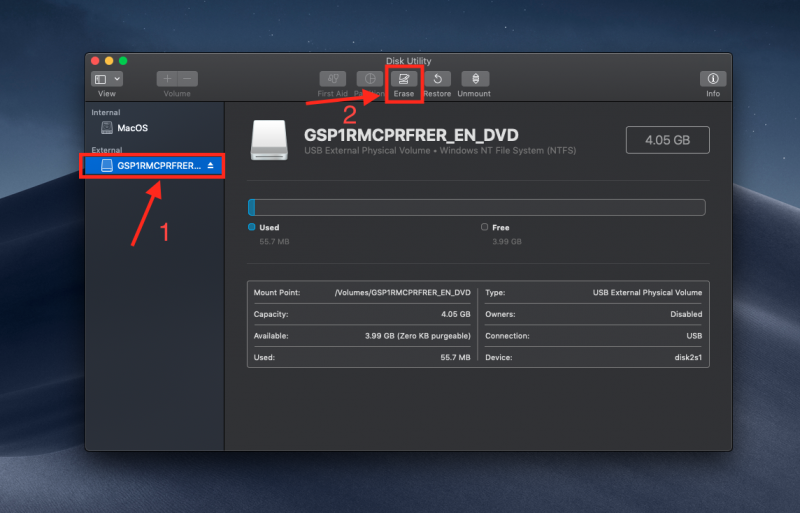 Disk Utility
View
Volume
First Aid
Partition
Erase
Restore
Unmount
Info
2
Internal
MacOS
External
GSP1RMCPRFRER...
1
GSP1RMCPRFRER_EN_DVD
USB External Physical Volume • Windows NT File System (NTFS)
4.05 GB
Used
55.7 MB
Free
3.99 GB
Mount Point: /Volumes/GSP1RMCPRFRER_EN_DVD
Type: USB External Physical Volume
Capacity: 4.05 GB
Owners: Disabled
Available: 3.99 GB (Zero KB purgeable)
Connection: USB
Used: 55.7 MB
Device: disk2s1